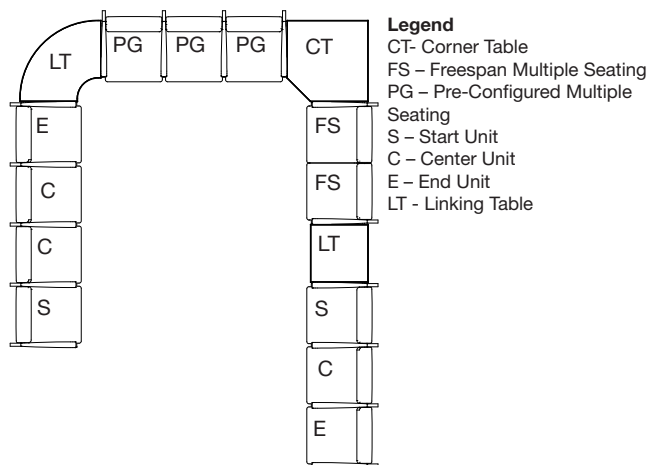 LT
PG PG PG
CT
E
C
C
S
FS
FS
LT
S
C
E
Legend
CT- Corner Table
FS – Freespan Multiple Seating
PG – Pre-Configured Multiple
Seating
S – Start Unit
C – Center Unit
E – End Unit
LT - Linking Table